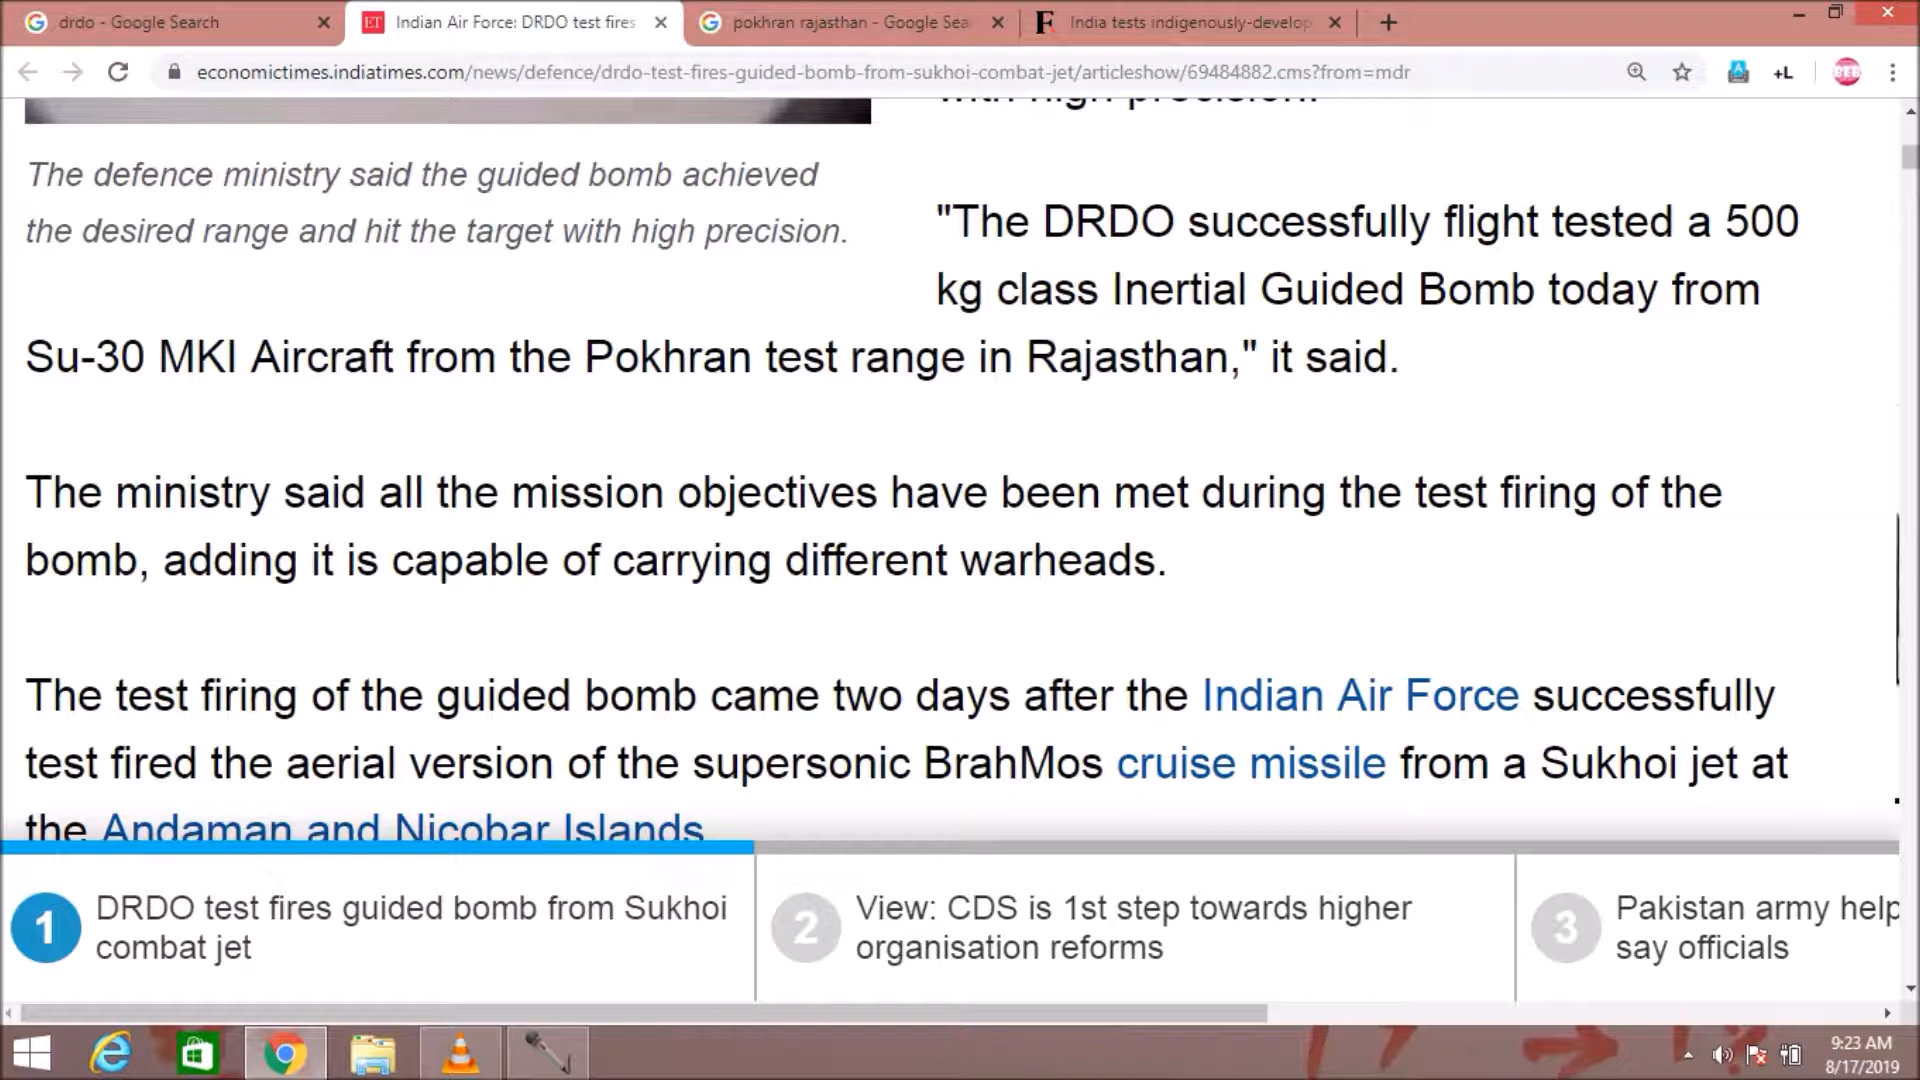 drdo - Google Search
Indian Air Force: DRDO test fires
pokhran rajasthan - Google Sea
India tests indigenously-develop
economictimes.indiatimes.com/news/defence/drdo-test-fires-guided-bomb-from-sukhoi-combat-jet/articleshow/69484882.cms?from=mdr
with high precision.
The defence ministry said the guided bomb achieved
the desired range and hit the target with high precision.
"The DRDO successfully flight tested a 500
kg class Inertial Guided Bomb today from
Su-30 MKI Aircraft from the Pokhran test range in Rajasthan," it said.
The ministry said all the mission objectives have been met during the test firing of the
bomb, adding it is capable of carrying different warheads.
The test firing of the guided bomb came two days after the Indian Air Force successfully
test fired the aerial version of the supersonic BrahMos cruise missile from a Sukhoi jet at
the Andaman and Nicobar Islands
1 DRDO test fires guided bomb from Sukhoi
combat jet
2 View: CDS is 1st step towards higher
organisation reforms
3 Pakistan army help
say officials
9:23 AM
8/17/2019